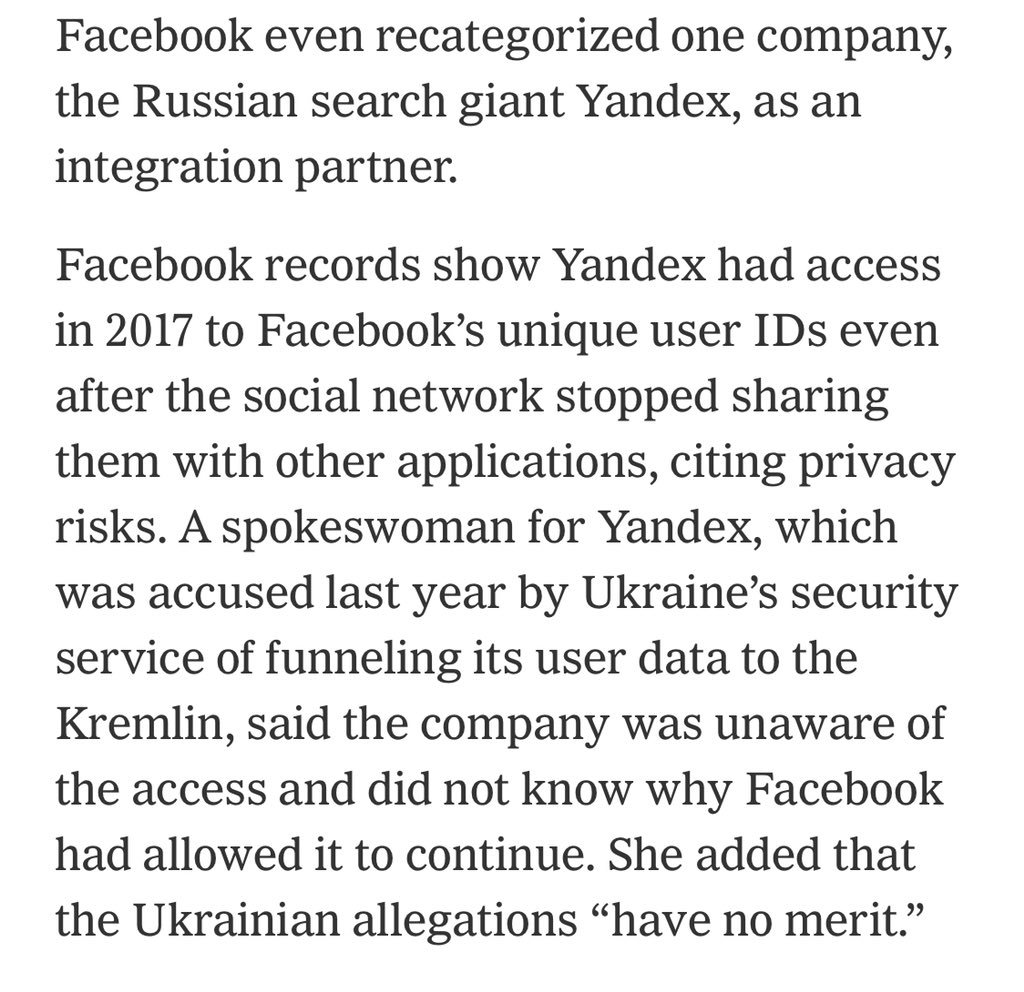 Facebook even recategorized one company,
the Russian search giant Yandex, as an
integration partner.
Facebook records show Yandex had access
in 2017 to Facebook’s unique user IDs even
after the social network stopped sharing
them with other applications, citing privacy
risks. A spokeswoman for Yandex, which
was accused last year by Ukraine’s security
service of funneling its user data to the
Kremlin, said the company was unaware of
the access and did not know why Facebook
had allowed it to continue. She added that
the Ukrainian allegations “have no merit.”